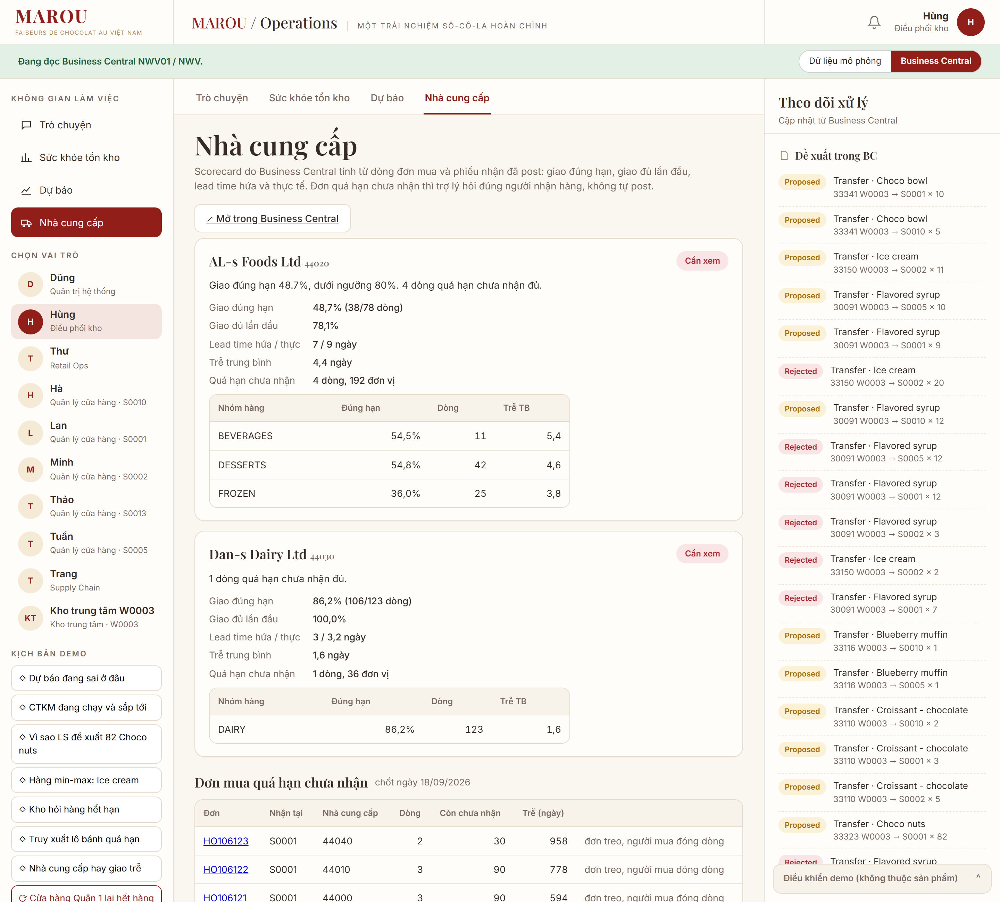 MAROU
FAISEURS DE CHOCOLAT AU VIỆT NAM
MAROU / Operations
MỘT TRẢI NGHIỆM SÔ-CÔ-LA HOÀN CHỈNH
Hùng
Điều phối kho
H
Đang đọc Business Central NWV01 / NWV.
Dữ liệu mô phỏng
Business Central
KHÔNG GIAN LÀM VIỆC
Trò chuyện
Sức khỏe tồn kho
Dự báo
Nhà cung cấp
CHỌN VAI TRÒ
D
Dũng
Quản trị hệ thống
H
Hùng
Điều phối kho
T
Thư
Retail Ops
H
Hà
Quản lý cửa hàng · S0010
L
Lan
Quản lý cửa hàng · S0001
M
Minh
Quản lý cửa hàng · S0002
T
Thảo
Quản lý cửa hàng · S0013
T
Tuấn
Quản lý cửa hàng · S0005
T
Trang
Supply Chain
KT
Kho trung tâm W0003
Kho trung tâm · W0003
KỊCH BẢN DEMO
◇ Dự báo đang sai ở đâu
◇ CTKM đang chạy và sắp tới
◇ Vì sao LS đề xuất 82 Choco
nuts
◇ Hàng min-max: Ice cream
◇ Kho hỏi hàng hết hạn
◇ Truy xuất lô bánh quá hạn
◇ Nhà cung cấp hay giao trễ
Cửa hàng Quận 1 lại hết hàng
Trò chuyện
Sức khỏe tồn kho
Dự báo
Nhà cung cấp
Nhà cung cấp
Scorecard do Business Central tính từ dòng đơn mua và phiếu nhận đã post: giao đúng hạn, giao đủ lần đầu,
lead time hứa và thực tế. Đơn quá hạn chưa nhận thì trợ lý hỏi đúng người nhận hàng, không tự post.
↗ Mở trong Business Central
AL-s Foods Ltd 44020
Cần xem
Giao đúng hạn 48.7%, dưới ngưỡng 80%. 4 dòng quá hạn chưa nhận đủ.
Giao đúng hạn 48,7% (38/78 dòng)
Giao đủ lần đầu 78,1%
Lead time hứa / thực 7 / 9 ngày
Trễ trung bình 4,4 ngày
Quá hạn chưa nhận 4 dòng, 192 đơn vị
Nhóm hàng Đúng hạn Dòng Trễ TB
BEVERAGES 54,5% 11 5,4
DESSERTS 54,8% 42 4,6
FROZEN 36,0% 25 3,8
Dan-s Dairy Ltd 44030
Cần xem
1 dòng quá hạn chưa nhận đủ.
Giao đúng hạn 86,2% (106/123 dòng)
Giao đủ lần đầu 100,0%
Lead time hứa / thực 3 / 3,2 ngày
Trễ trung bình 1,6 ngày
Quá hạn chưa nhận 1 dòng, 36 đơn vị
Nhóm hàng Đúng hạn Dòng Trễ TB
DAIRY 86,2% 123 1,6
Đơn mua quá hạn chưa nhận chốt ngày 18/09/2026
Đơn Nhận tại Nhà cung cấp Dòng Còn chưa nhận Trễ (ngày)
HO106123 S0001 44040 2 30 958 đơn treo, người mua đóng dòng
HO106122 S0001 44010 3 90 778 đơn treo, người mua đóng dòng
HO106121 S0001 44000 3 90 594 đơn treo, người mua đóng dòng
Theo dõi xử lý
Cập nhật từ Business Central
Đề xuất trong BC
Proposed Transfer · Choco bowl
33341 W0003 → S0001 × 10
Proposed Transfer · Choco bowl
33341 W0003 → S0010 × 5
Proposed Transfer · Ice cream
33150 W0003 → S0002 × 11
Proposed Transfer · Flavored syrup
30091 W0003 → S0005 × 10
Proposed Transfer · Flavored syrup
30091 W0003 → S0001 × 9
Rejected Transfer · Ice cream
33150 W0003 → S0002 × 20
Proposed Transfer · Flavored syrup
30091 W0003 → S0010 × 12
Rejected Transfer · Flavored syrup
30091 W0003 → S0005 × 12
Rejected Transfer · Flavored syrup
30091 W0003 → S0001 × 12
Rejected Transfer · Flavored syrup
30091 W0003 → S0002 × 3
Rejected Transfer · Ice cream
33150 W0003 → S0002 × 2
Rejected Transfer · Flavored syrup
30091 W0003 → S0001 × 7
Proposed Transfer · Blueberry muffin
33116 W0003 → S0010 × 1
Proposed Transfer · Blueberry muffin
33116 W0003 → S0005 × 1
Proposed Transfer · Croissant - chocolate
33110 W0003 → S0010 × 2
Proposed Transfer · Croissant - chocolate
33110 W0003 → S0001 × 3
Proposed Transfer · Croissant - chocolate
33110 W0003 → S0002 × 5
Proposed Transfer · Choco nuts
33323 W0003 → S0001 × 82
Rejected Transfer · Flavored syrup
Điều khiển demo (không thuộc sản phẩm) ^